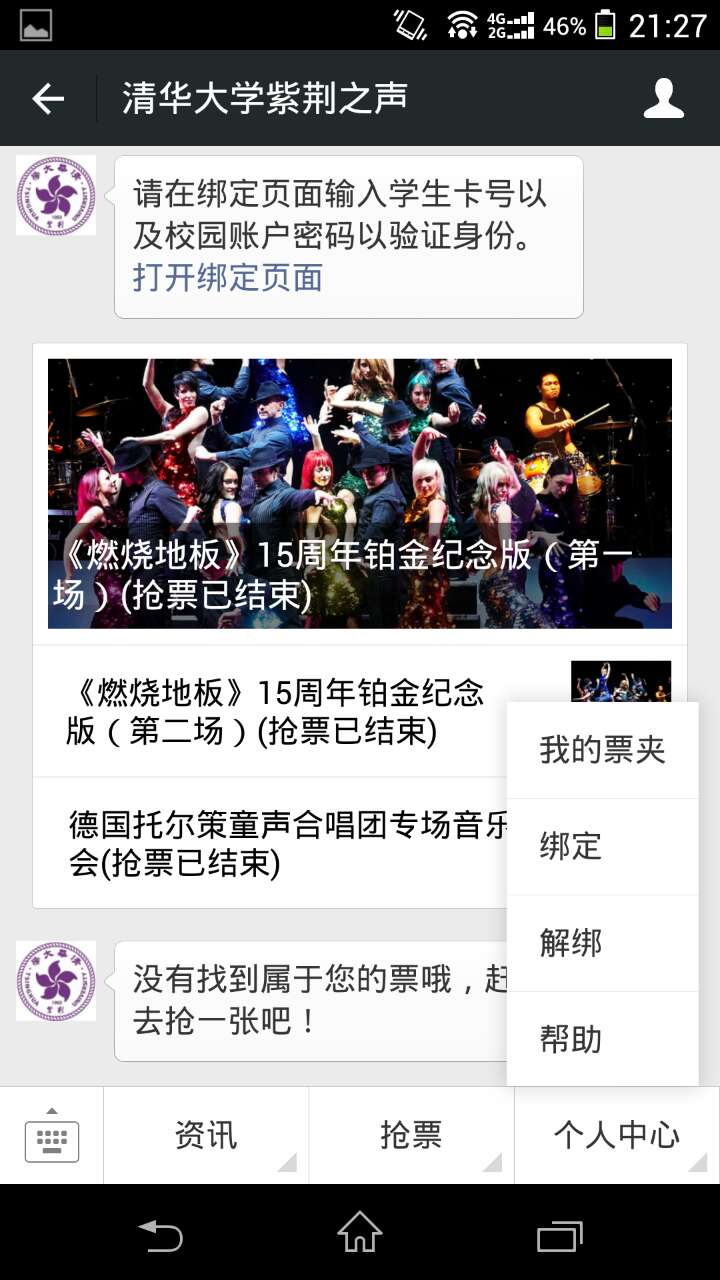 4G
2G
46%
21:27
清华大学紫荆之声
请在绑定页面输入学生卡号以
及校园账户密码以验证身份。
打开绑定页面
《燃烧地板》15周年铂金纪念版（第一
场）(抢票已结束)
《燃烧地板》15周年铂金纪念
版（第二场）(抢票已结束)
德国托尔策童声合唱团专场音乐
会(抢票已结束)
没有找到属于您的票哦，赶
去抢一张吧！
我的票夹
绑定
解绑
帮助
资讯
抢票
个人中心